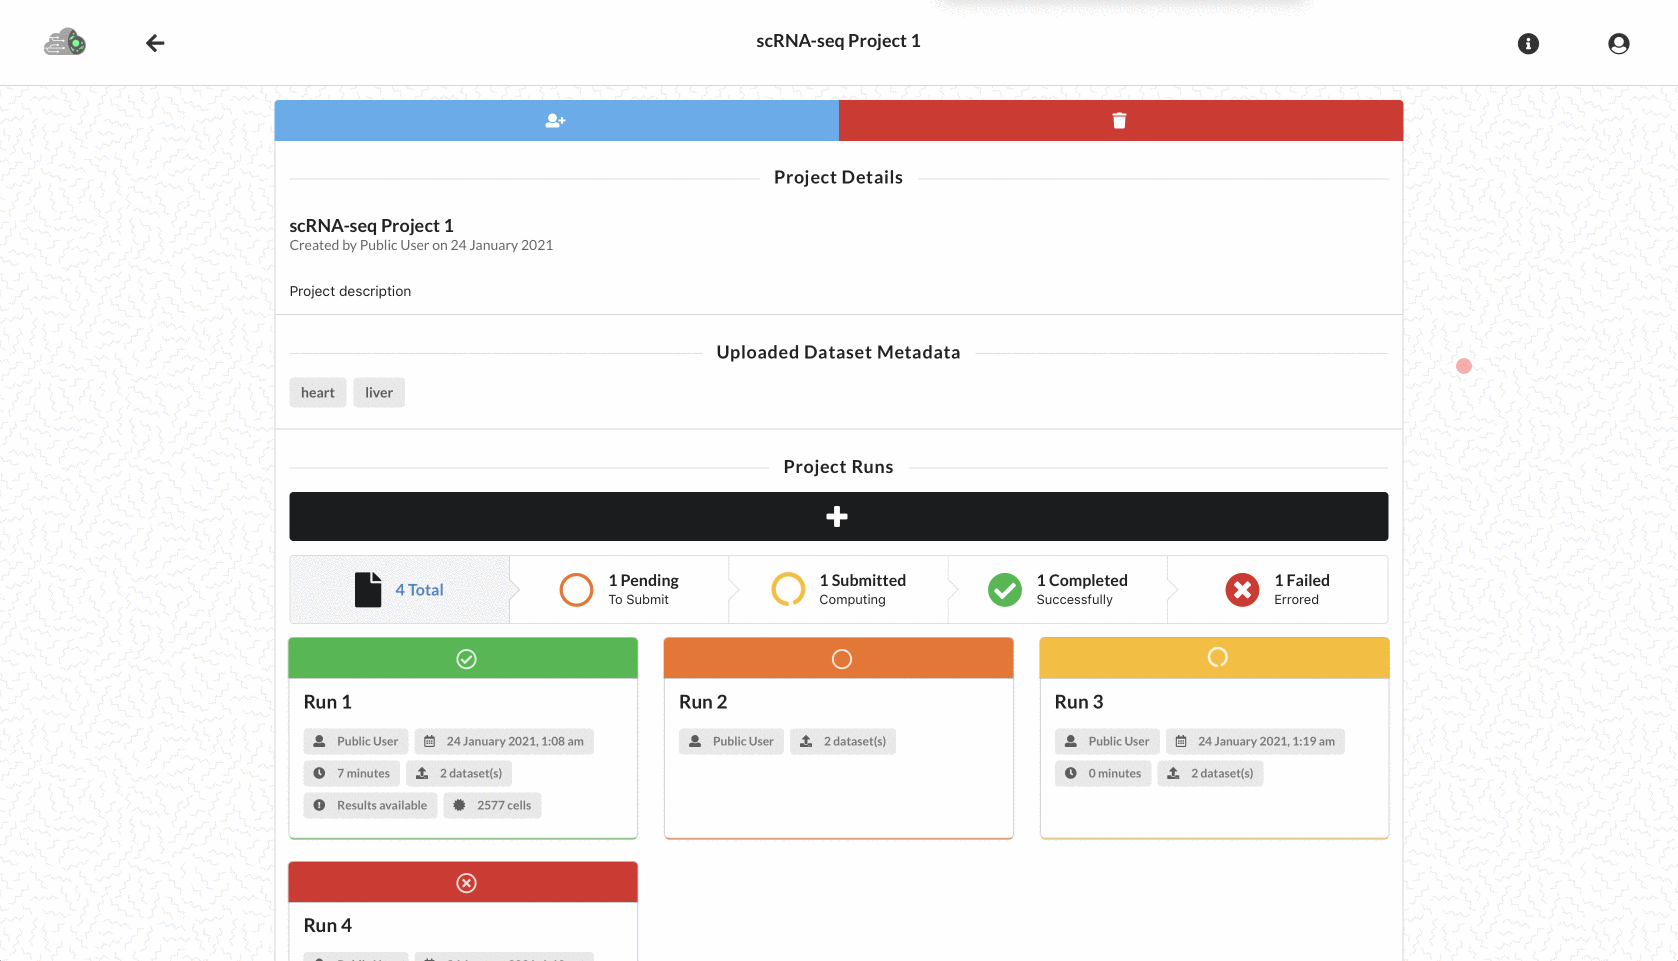 scRNA-seq Project 1
Project Details
scRNA-seq Project 1
Created by Public User on 24 January 2021
Project description
Uploaded Dataset Metadata
heart liver
Project Runs
4 Total
1 Pending
To Submit
1 Submitted
Computing
1 Completed
Successfully
1 Failed
Errored
Run 1
Public User 24 January 2021, 1:08 am
7 minutes 2 dataset(s)
Results available 2577 cells
Run 2
Public User 2 dataset(s)
Run 3
Public User 24 January 2021, 1:19 am
0 minutes 2 dataset(s)
Run 4